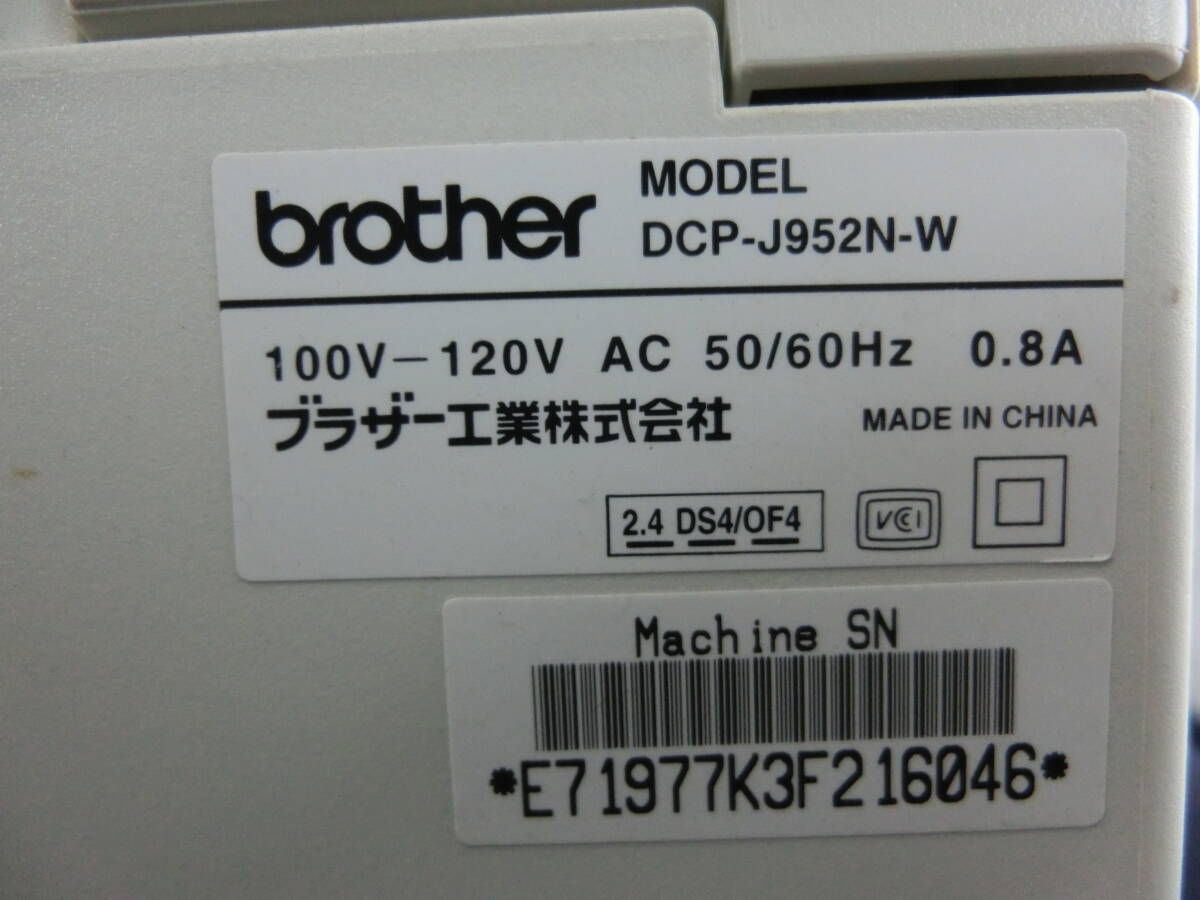 brother
MODEL
DCP-J952N-W
100V-120V AC 50/60Hz 0.8A
ブラザー工業株式会社
MADE IN CHINA
2.4 DS4/OF4
VCCI
Machine SN
*E71977K3F216046*